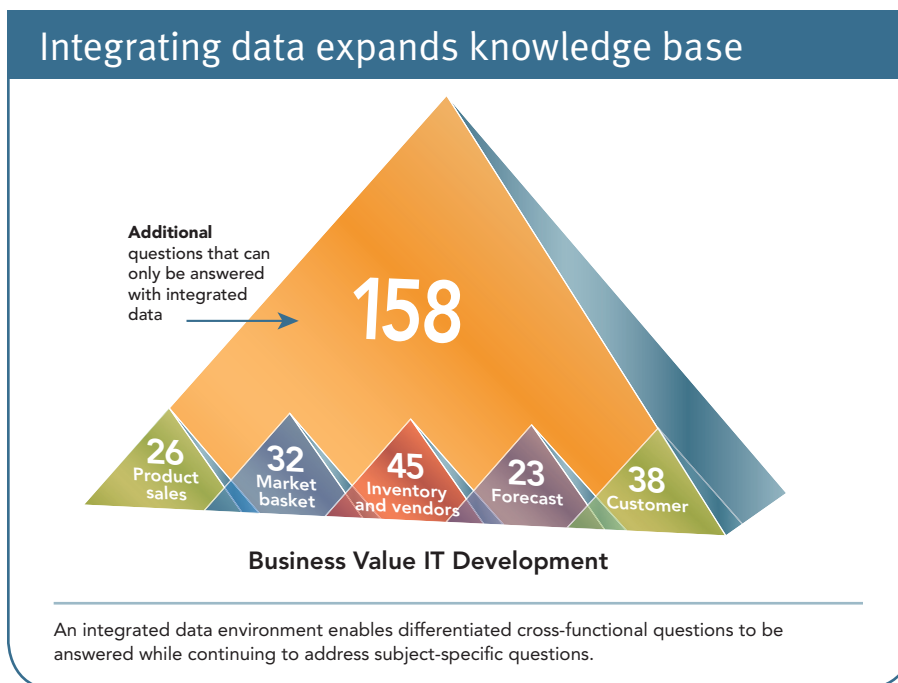 Integrating data expands knowledge base
Additional
questions that can
only be answered
with integrated
data
158
26
Product
sales
32
Market
basket
45
Inventory
and vendors
23
Forecast
38
Customer
Business Value IT Development
An integrated data environment enables differentiated cross-functional questions to be
answered while continuing to address subject-specific questions.